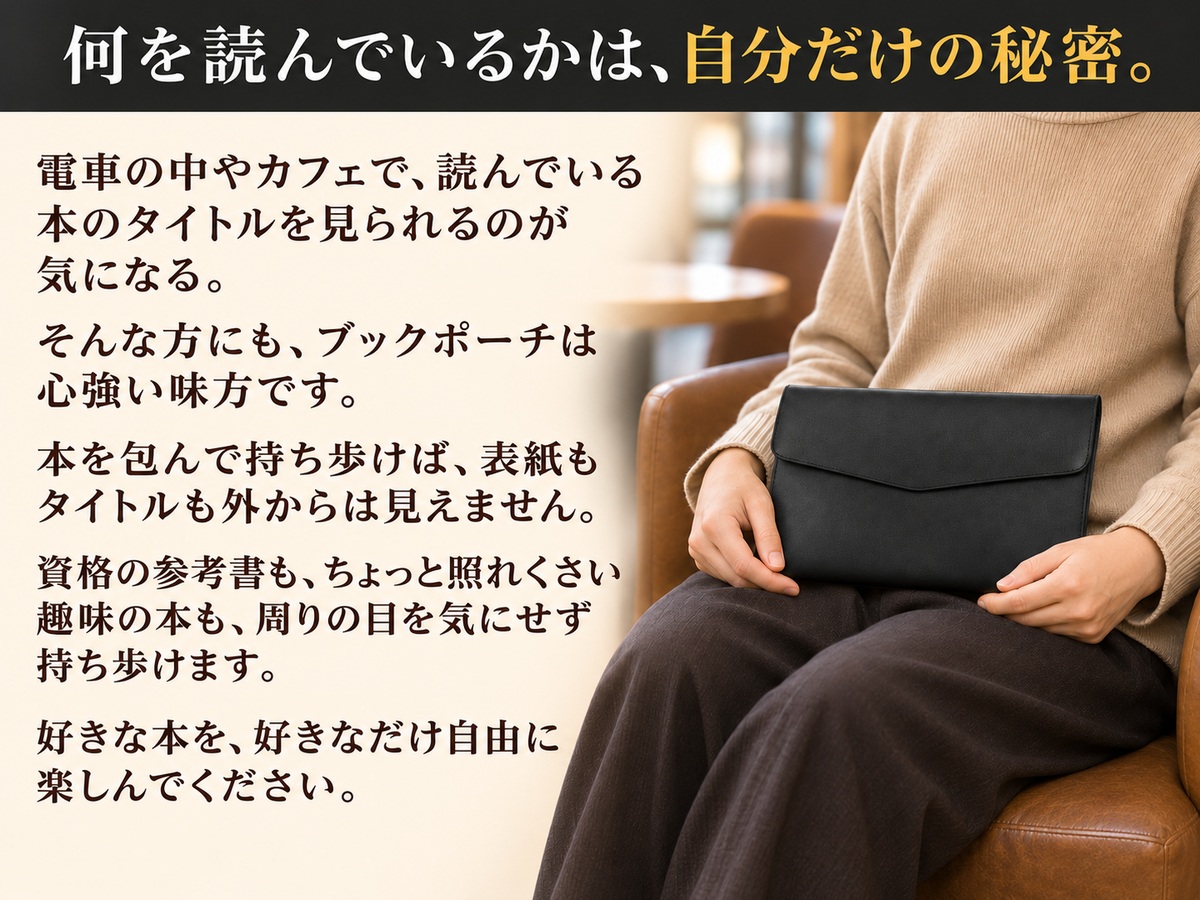 何を読んでいるかは、自分だけの秘密。
電車の中やカフェで、読んでいる
本のタイトルを見られるのが
気になる。
そんな方にも、ブックポーチは
心強い味方です。
本を包んで持ち歩けば、表紙も
タイトルも外からは見えません。
資格の参考書も、ちょっと照れくさい
趣味の本も、周りの目を気にせず
持ち歩けます。
好きな本を、好きなだけ自由に
楽しんでください。